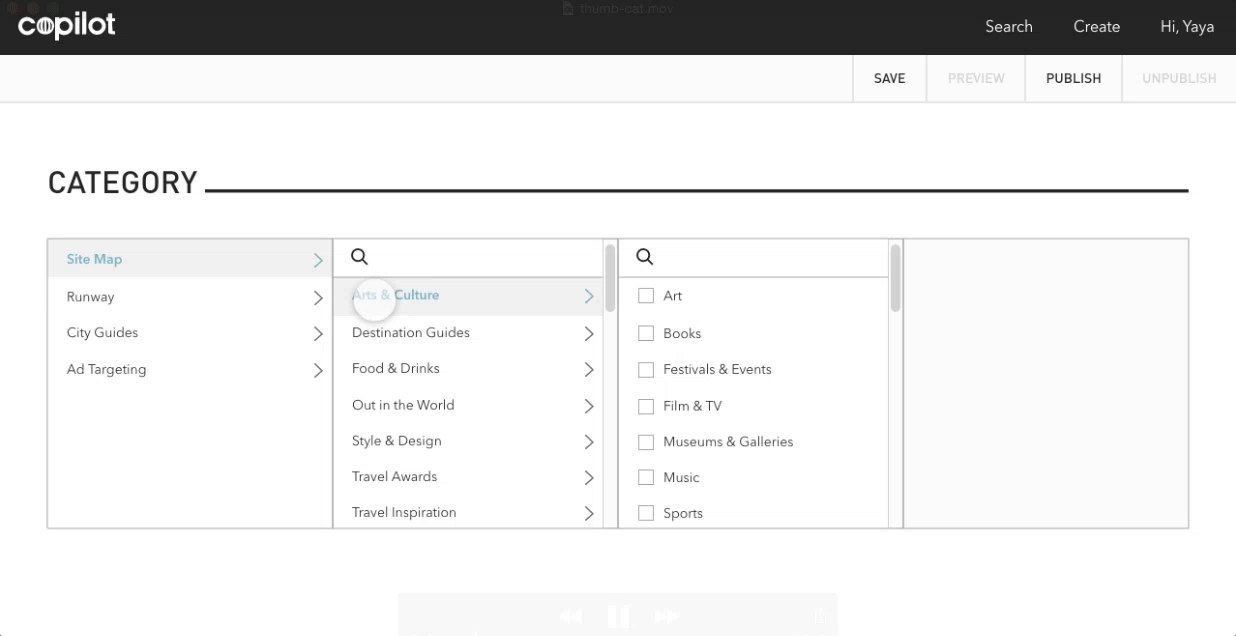 thumb-cat.mov
copilot
Search Create Hi, Yaya
SAVE PREVIEW PUBLISH UNPUBLISH
CATEGORY
Site Map
Runway
City Guides
Ad Targeting
Arts & Culture
Destination Guides
Food & Drinks
Out in the World
Style & Design
Travel Awards
Travel Inspiration
Art
Books
Festivals & Events
Film & TV
Museums & Galleries
Music
Sports